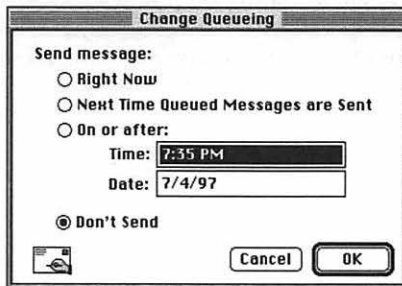 Change Queueing
Send message:
Right Now
Next Time Queued Messages are Sent
On or after:
Time: 7:35 PM
Date: 7/4/97
Don't Send
Cancel OK